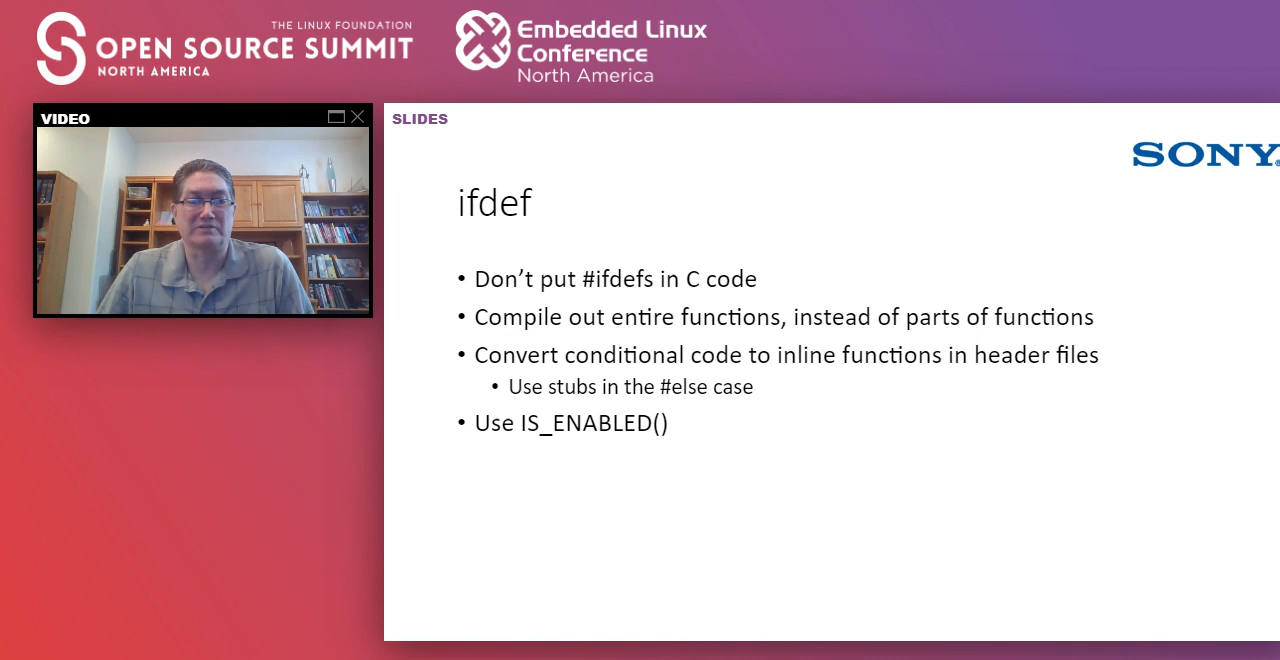 THE LINUX FOUNDATION
OPEN SOURCE SUMMIT
NORTH AMERICA
Embedded Linux
Conference
North America
VIDEO
SLIDES
SONY
ifdef
• Don’t put #ifdefs in C code
• Compile out entire functions, instead of parts of functions
• Convert conditional code to inline functions in header files
• Use stubs in the #else case
• Use IS_ENABLED()